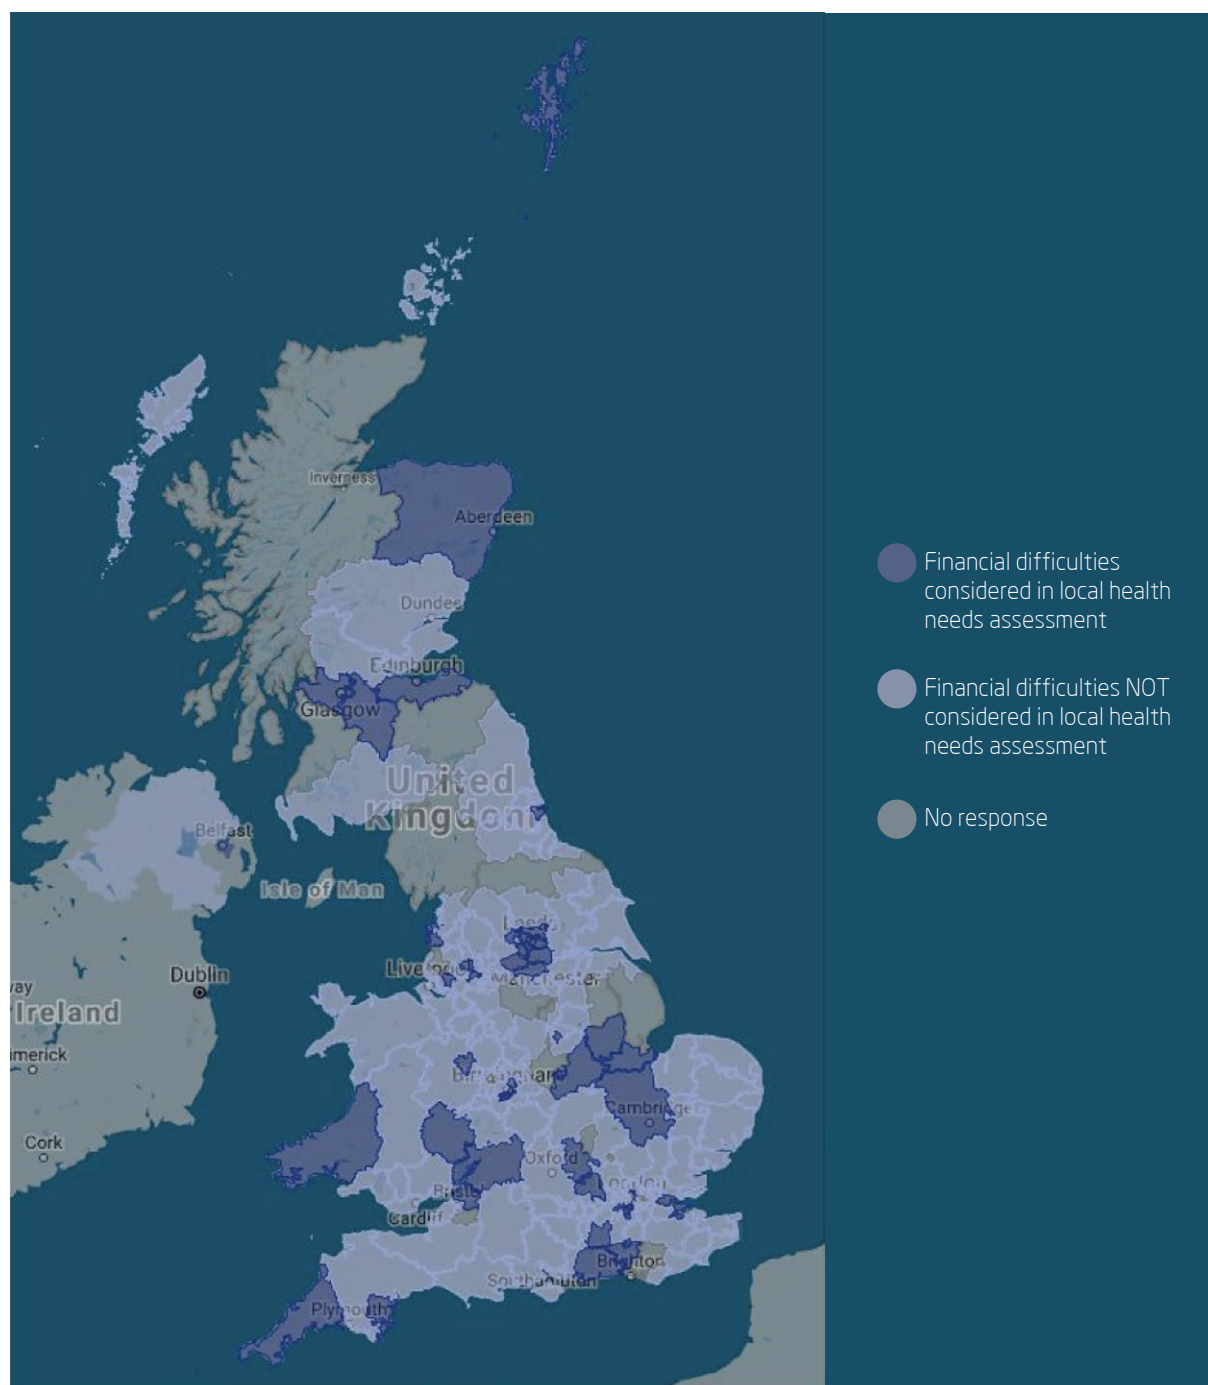 Inverness
Aberdeen
Dundee
Edinburgh
Glasgow
United
Kingdom
Belfast
Isle of Man
Leeds
Dublin
Ireland
Manchester
Cambridge
Oxford
Cork
Cardiff
Brighton
Southampton
Plymouth
Financial difficulties
considered in local health
needs assessment
Financial difficulties NOT
considered in local health
needs assessment
No response